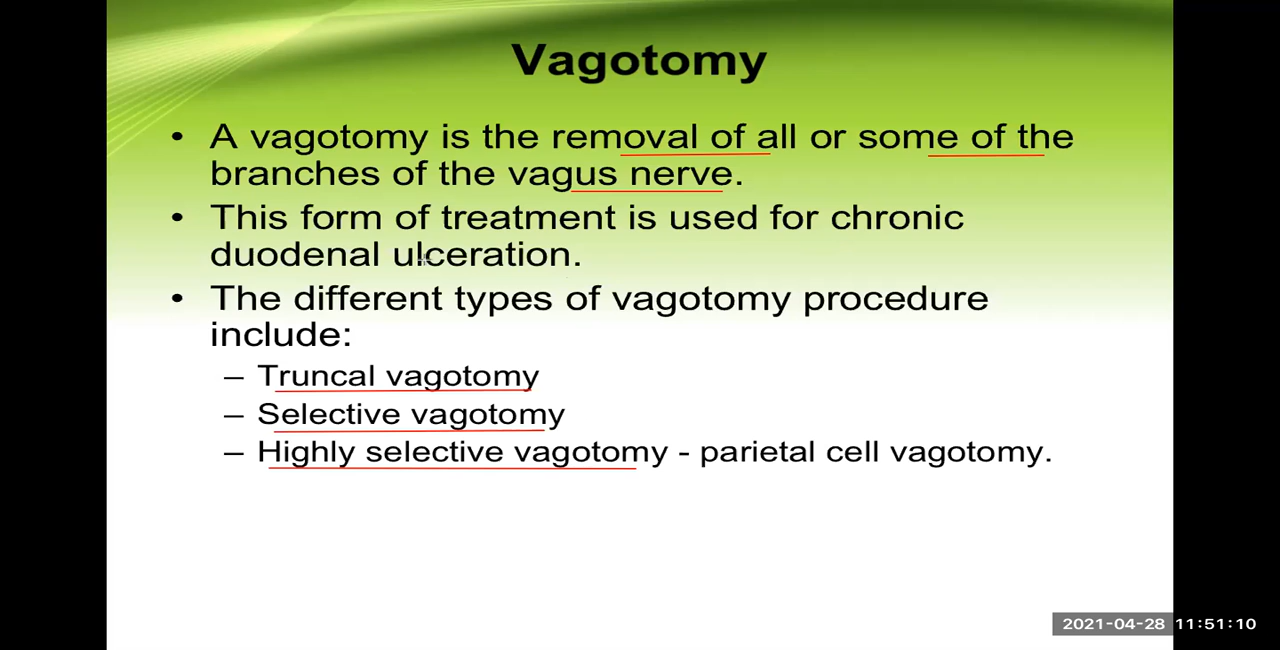 Vagotomy
• A vagotomy is the removal of all or some of the
branches of the vagus nerve.
• This form of treatment is used for chronic
duodenal ulceration.
• The different types of vagotomy procedure
include:
– Truncal vagotomy
– Selective vagotomy
– Highly selective vagotomy - parietal cell vagotomy.
2021-04-28 11:51:10